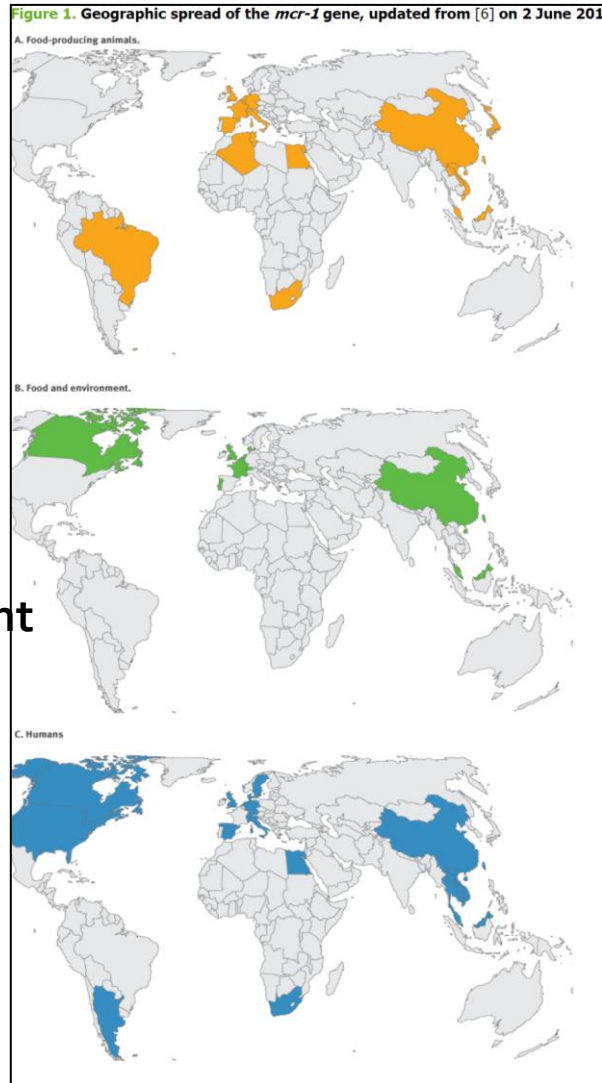 Figure 1. Geographic spread of the mcr-1 gene, updated from [6] on 2 June 201
A. Food-producing animals.
B. Food and environment.
nt
C. Humans